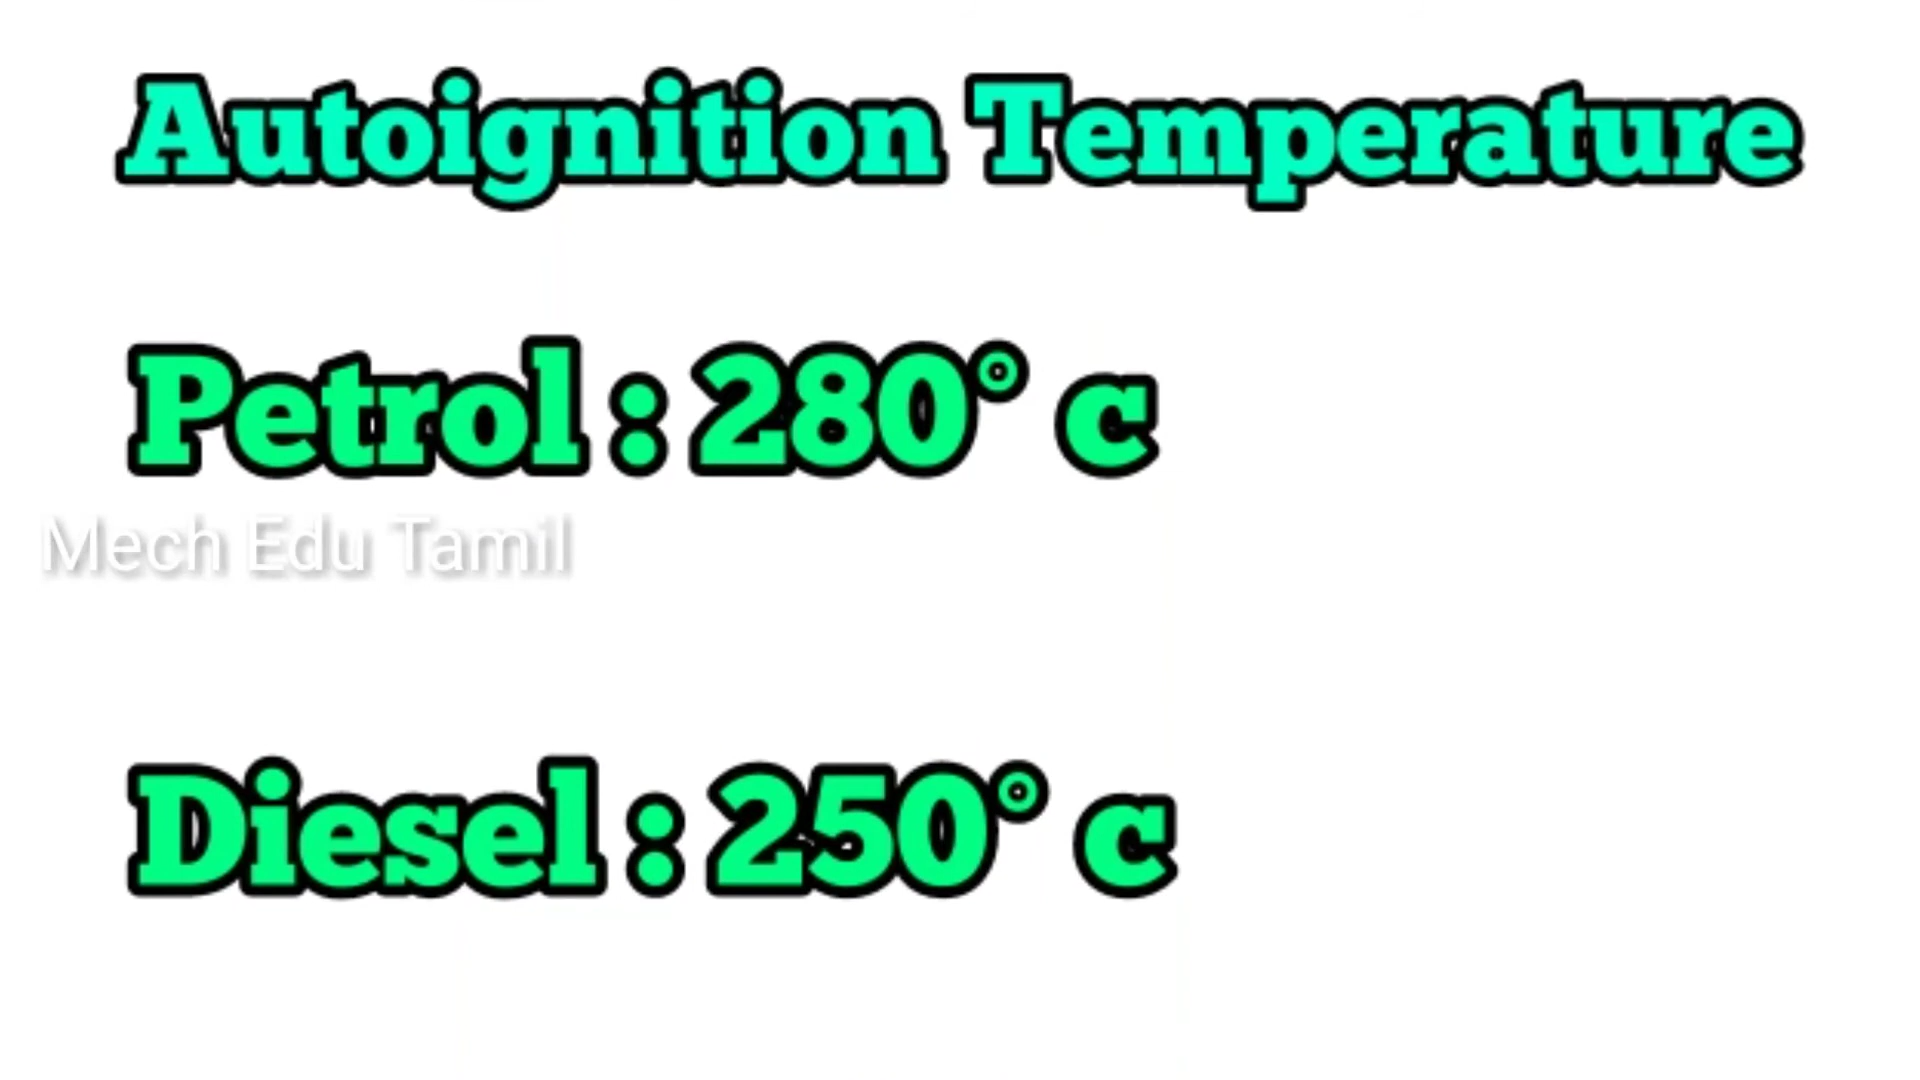 Autoignition Temperature
Petrol : 280° c
Mech Edu Tamil
Diesel : 250° c